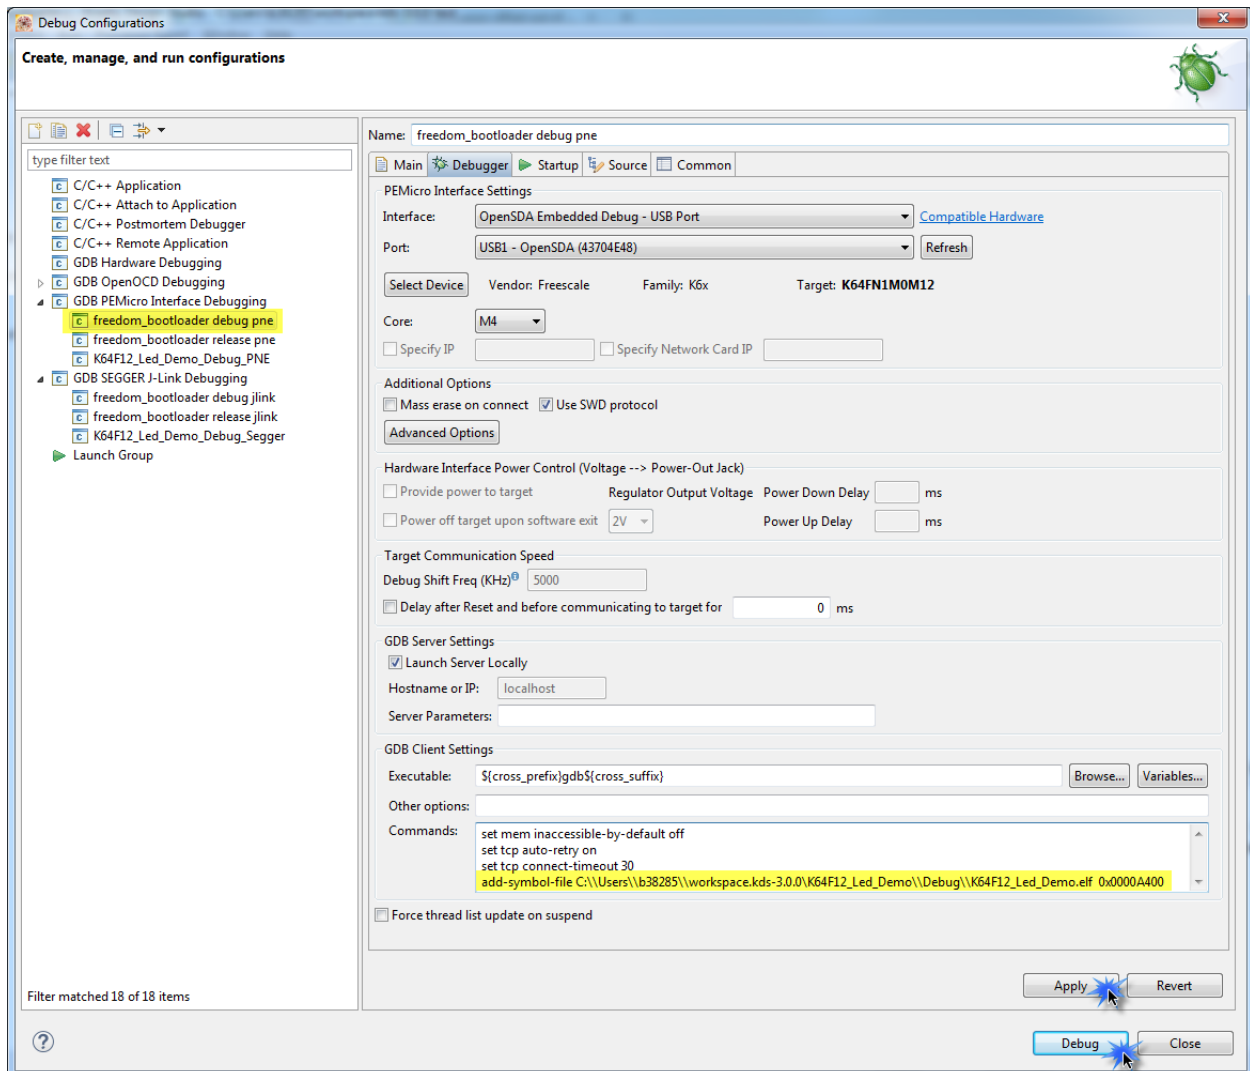 Debug Configurations
x
Create, manage, and run configurations
type filter text
C/C++ Application
C/C++ Attach to Application
C/C++ Postmortem Debugger
C/C++ Remote Application
GDB Hardware Debugging
GDB OpenOCD Debugging
GDB PEMicro Interface Debugging
freedom_bootloader debug pne
freedom_bootloader release pne
K64F12_Led_Demo_Debug_PNE
GDB SEGGER J-Link Debugging
freedom_bootloader debug jlink
freedom_bootloader release jlink
K64F12_Led_Demo_Debug_Segger
Launch Group
Filter matched 18 of 18 items
Name: freedom_bootloader debug pne
Main Debugger Startup Source Common
PEMicro Interface Settings
Interface: OpenSDA Embedded Debug - USB Port Compatible Hardware
Port: USB1 - OpenSDA (43704E48) Refresh
Select Device Vendor: Freescale Family: K6x Target: K64FN1M0M12
Core: M4
Specify IP Specify Network Card IP
Additional Options
Mass erase on connect Use SWD protocol
Advanced Options
Hardware Interface Power Control (Voltage --> Power-Out Jack)
Provide power to target Regulator Output Voltage Power Down Delay ms
Power off target upon software exit 2V Power Up Delay ms
Target Communication Speed
Debug Shift Freq (KHz) 5000
Delay after Reset and before communicating to target for 0 ms
GDB Server Settings
Launch Server Locally
Hostname or IP: localhost
Server Parameters:
GDB Client Settings
Executable: ${cross_prefix}gdb${cross_suffix} Browse... Variables...
Other options:
Commands: set mem inaccessible-by-default off
set tcp auto-retry on
set tcp connect-timeout 30
add-symbol-file C:\\Users\\b38285\\workspace.kds-3.0.0\K64F12_Led_Demo\\Debug\\K64F12_Led_Demo.elf 0x0000A400
Force thread list update on suspend
Apply Revert
? Debug Close